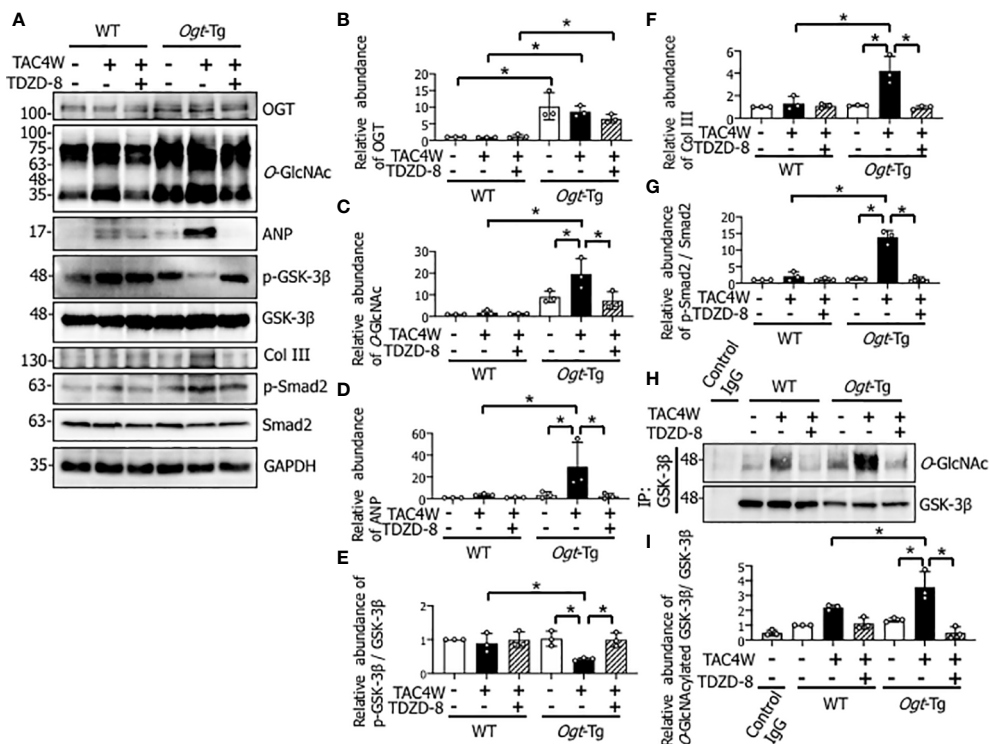 A
WT Ogt-Tg
TAC4W - + + - + +
TDZD-8 - - + - - +
100- OGT
100-
75-
63-
48-
35-
O-GlcNAc
17- ANP
48- p-GSK-3β
48- GSK-3β
130- Col III
63- p-Smad2
63- Smad2
35- GAPDH
B
Relative abundance
of OGT
20
15
10
5
1
0
* * *
TAC4W - + + - + +
TDZD-8 - - + - - +
WT Ogt-Tg
C
Relative abundance
of O-GlcNAc
30
20
10
0
* * *
TAC4W - + + - + +
TDZD-8 - - + - - +
WT Ogt-Tg
D
Relative abundance
of ANP
60
40
20
0
* * *
TAC4W - + + - + +
TDZD-8 - - + - - +
WT Ogt-Tg
E
Relative abundance of
p-GSK-3β / GSK-3β
2
1
0
* * *
TAC4W - + + - + +
TDZD-8 - - + - - +
WT Ogt-Tg
F
Relative abundance
of Col III
6
4
2
1
0
* * *
TAC4W - + + - + +
TDZD-8 - - + - - +
WT Ogt-Tg
G
Relative abundance
of p-Smad2 / Smad2
20
15
10
5
1
0
* * *
TAC4W - + + - + +
TDZD-8 - - + - - +
WT Ogt-Tg
H
Control
IgG
WT Ogt-Tg
TAC4W - + + - + +
TDZD-8 - - + - - +
IP:
GSK-3β
48- O-GlcNAc
48- GSK-3β
I
Relative abundance of
O-GlcNAcylated GSK-3β/ GSK-3β
5
4
3
2
1
0
* * *
TAC4W - - + + - + +
TDZD-8 - - - + - - +
Control
IgG
WT Ogt-Tg